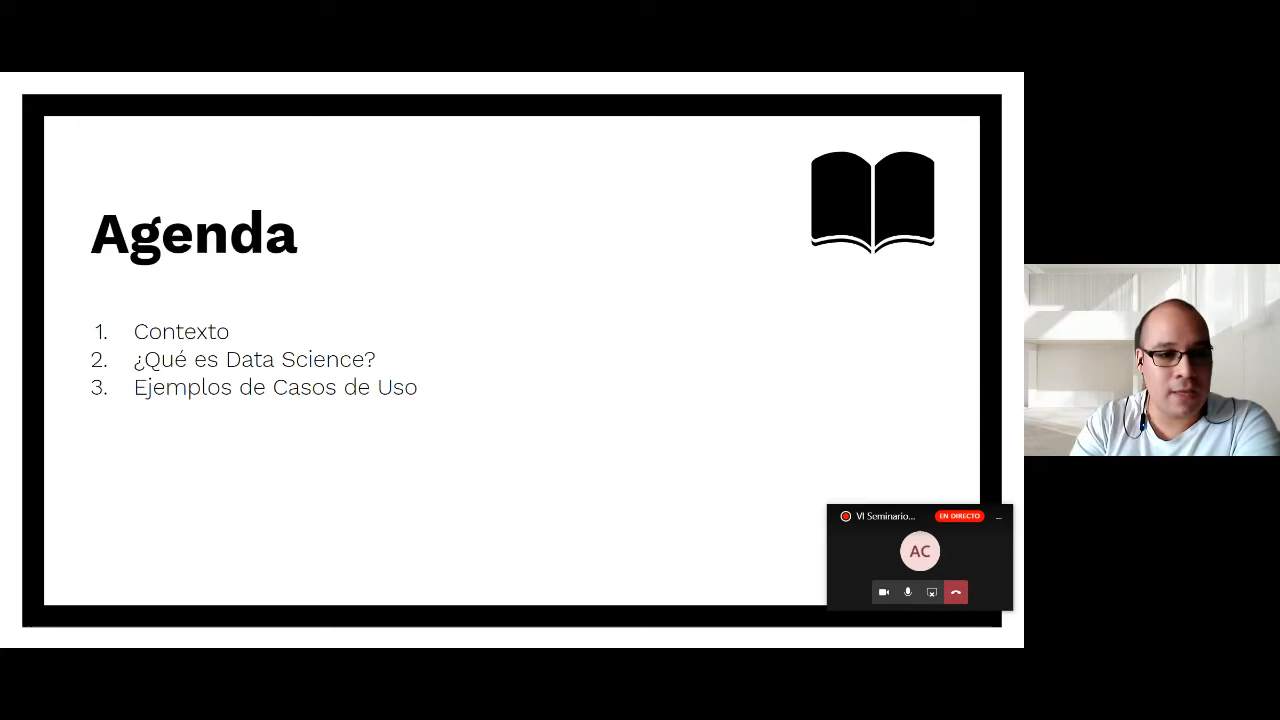 Agenda
1. Contexto
2. ¿Qué es Data Science?
3. Ejemplos de Casos de Uso
VI Seminario... EN DIRECTO
AC